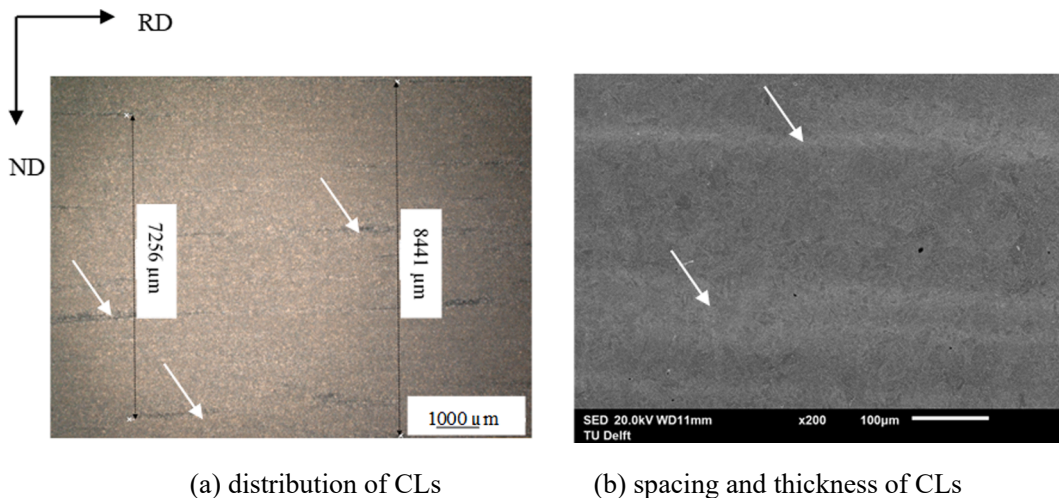 RD
ND
7256 µm
8441 µm
1000 u m
SED 20.0kV WD11mm x200 100µm
TU Delft
(a) distribution of CLs
(b) spacing and thickness of CLs